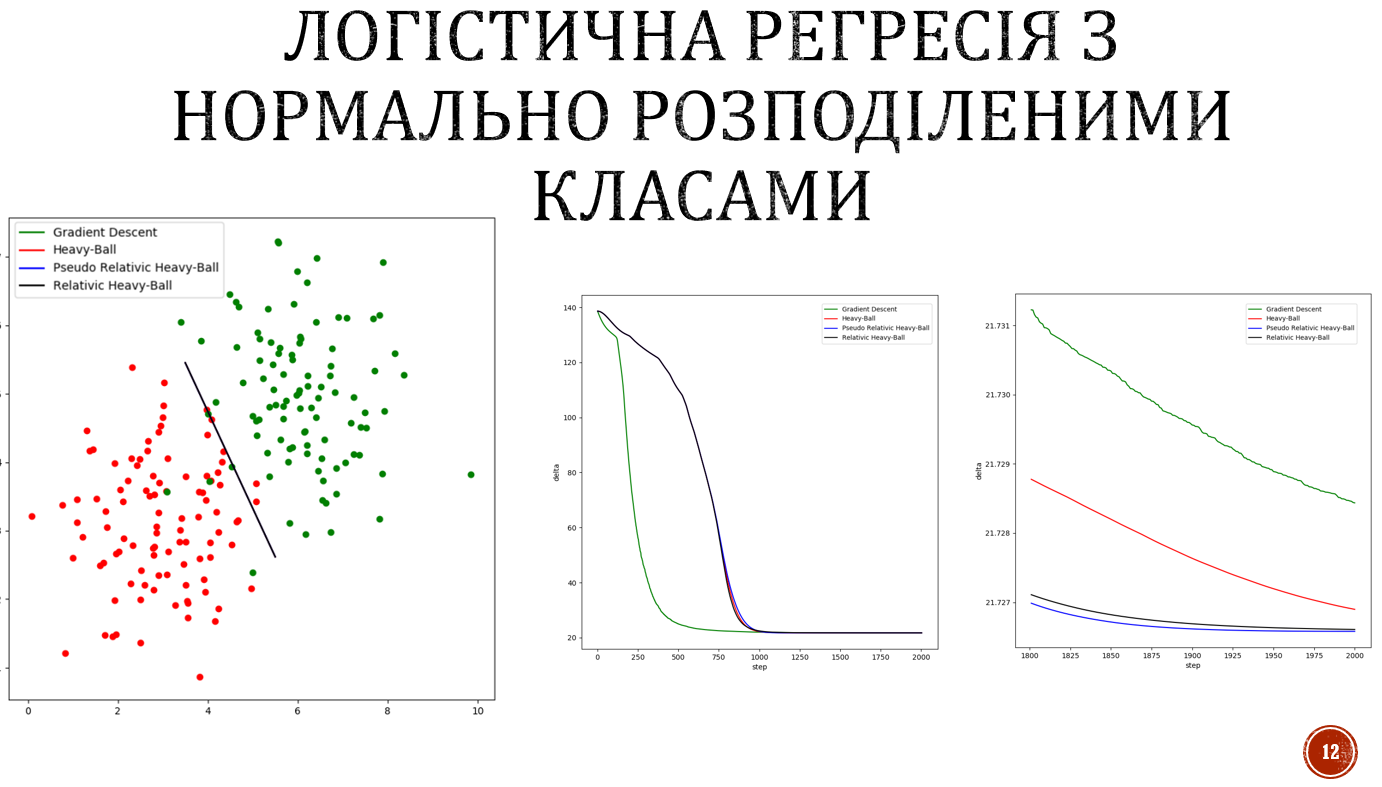 ЛОГІСТИЧНА РЕГРЕСІЯ З
НОРМАЛЬНО РОЗПОДІЛЕНИМИ
КЛАСАМИ
Gradient Descent
Heavy-Ball
Pseudo Relativic Heavy-Ball
Relativic Heavy-Ball
0 2 4 6 8 10
Gradient Descent
Heavy-Ball
Pseudo Relativic Heavy-Ball
Relativic Heavy-Ball
140
120
100
80
60
40
20
delta
0 250 500 750 1000 1250 1500 1750 2000
step
Gradient Descent
Heavy-Ball
Pseudo Relativic Heavy-Ball
Relativic Heavy-Ball
21.731
21.730
21.729
21.728
21.727
delta
1800 1825 1850 1875 1900 1925 1950 1975 2000
step
12